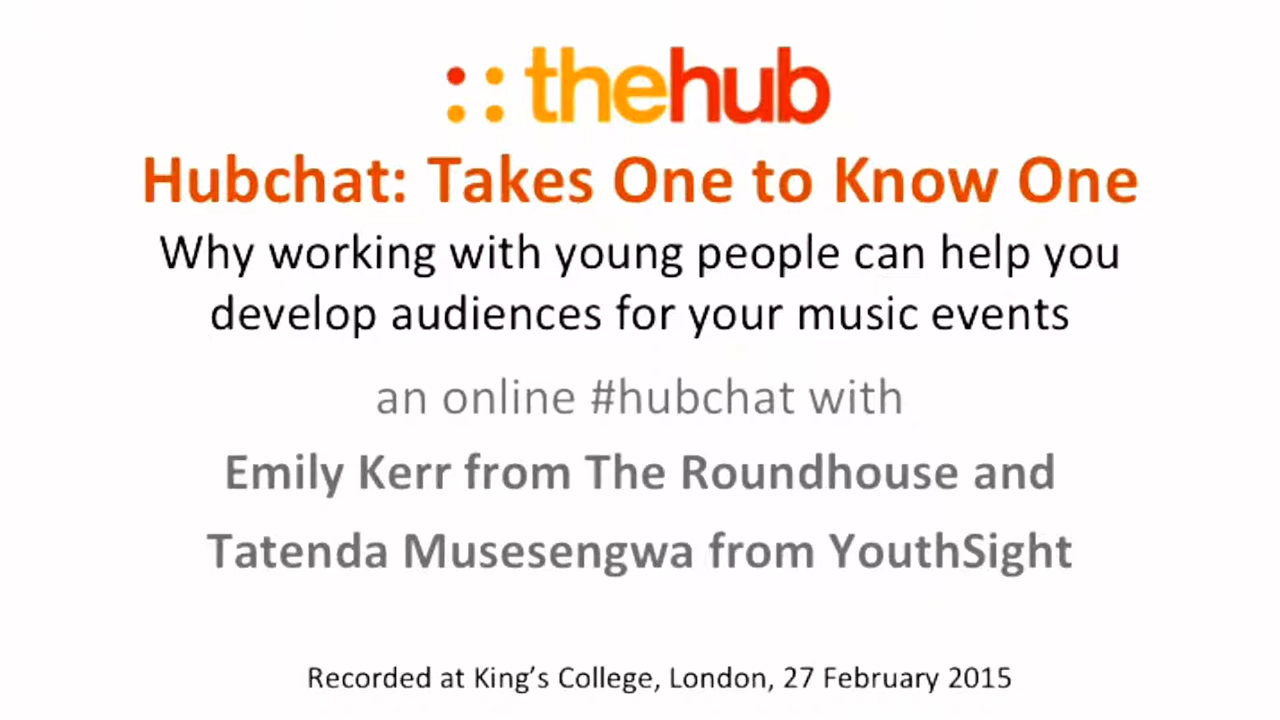 ::thehub
Hubchat: Takes One to Know One
Why working with young people can help you
develop audiences for your music events
an online #hubchat with
Emily Kerr from The Roundhouse and
Tatenda Musesengwa from YouthSight
Recorded at King’s College, London, 27 February 2015